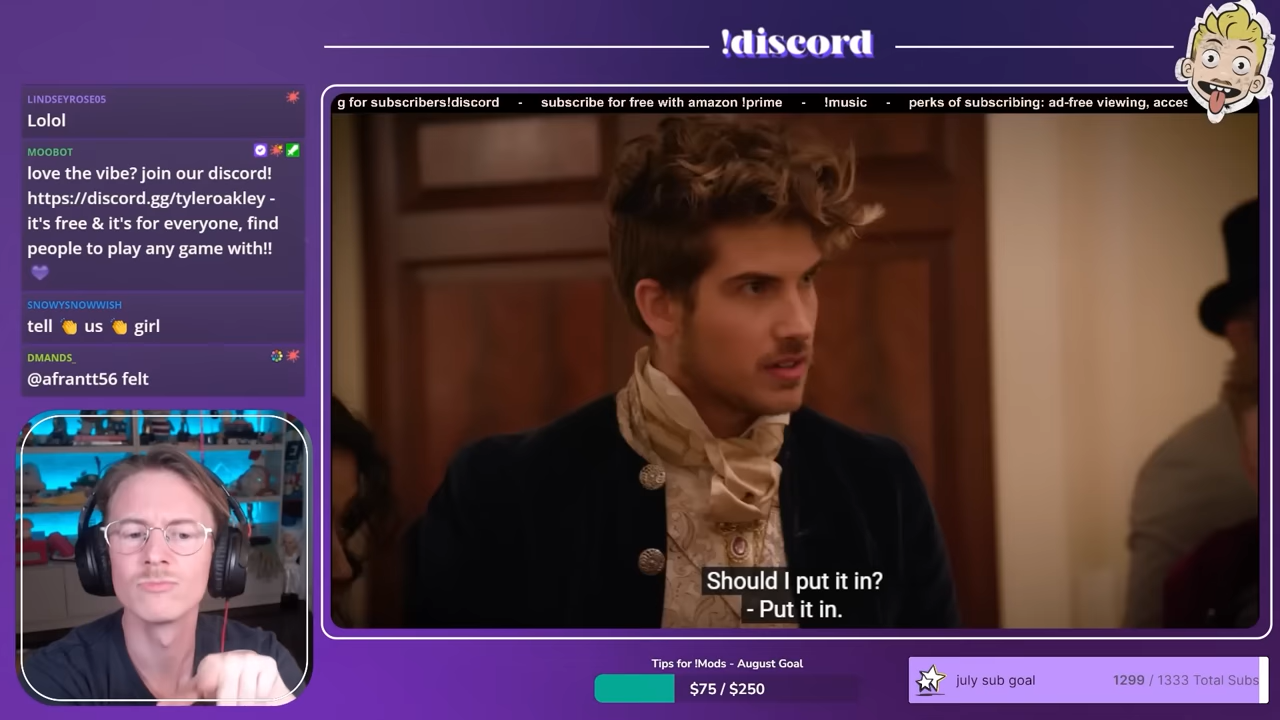 !discord
g for subscribers!discord - subscribe for free with amazon !prime - !music - perks of subscribing: ad-free viewing, acces
LINDSEYROSE05
Lolol
MOOBOT
love the vibe? join our discord!
https://discord.gg/tyleroakley -
it's free & it's for everyone, find
people to play any game with!!
💜
SNOWYSNOWWISH
tell 👏 us 👏 girl
DMANDS_
@afrantt56 felt
Should I put it in?
- Put it in.
Tips for !Mods - August Goal
$75 / $250
july sub goal 1299 / 1333 Total Subs